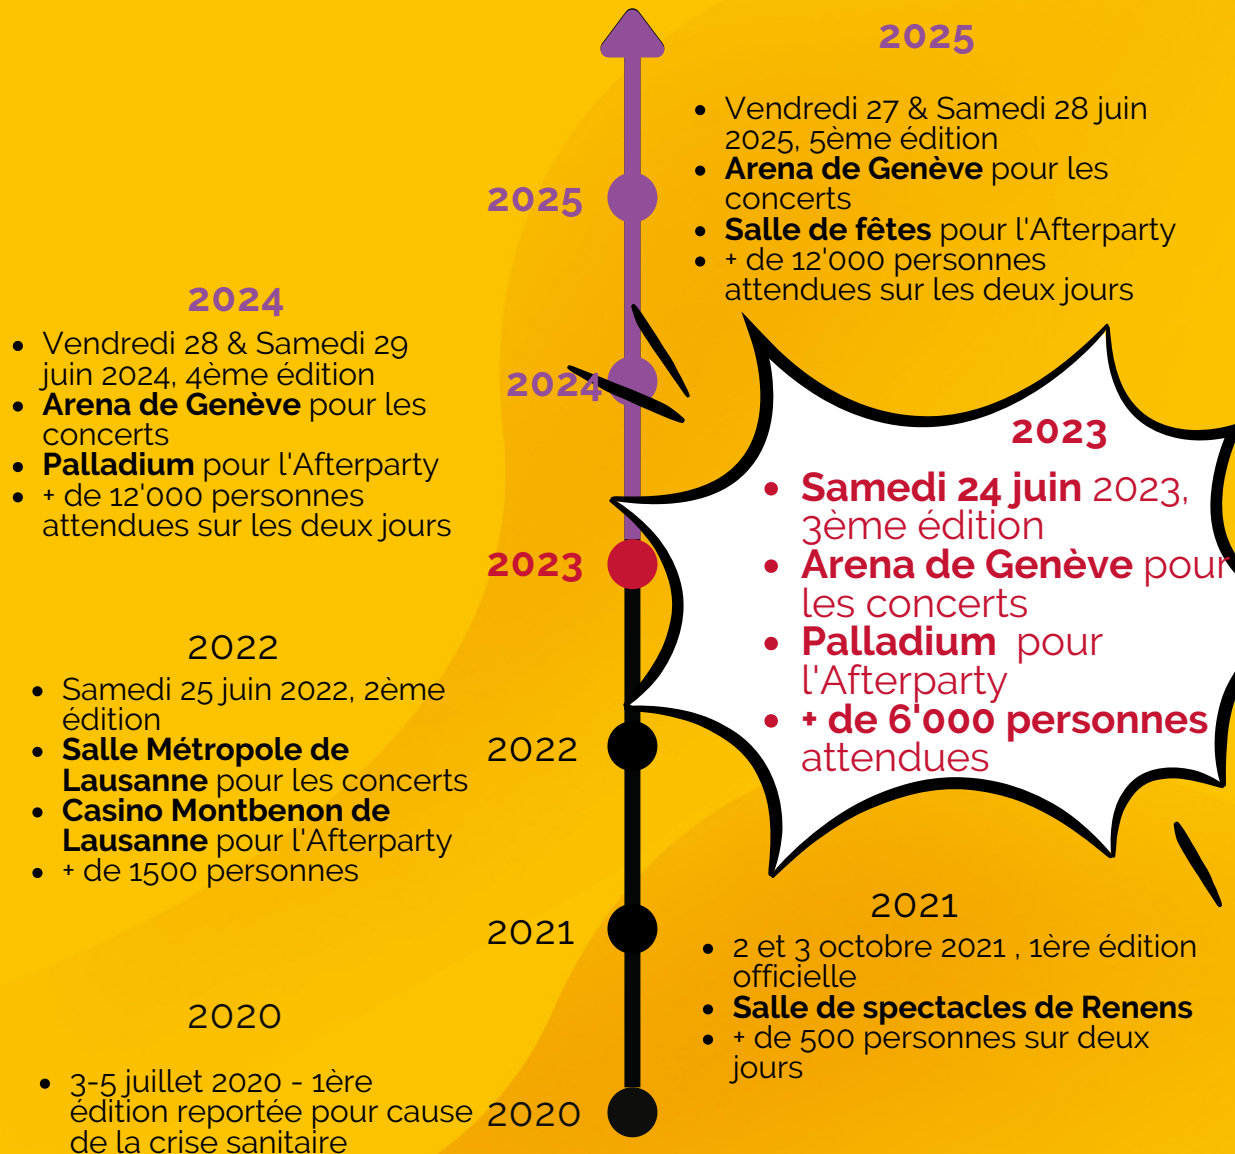 2025
• Vendredi 27 & Samedi 28 juin
2025, 5ème édition
• Arena de Genève pour les
concerts
• Salle de fêtes pour l'Afterparty
• + de 12'000 personnes
attendues sur les deux jours
2025
2024
• Vendredi 28 & Samedi 29
juin 2024, 4ème édition
• Arena de Genève pour les
concerts
• Palladium pour l'Afterparty
• + de 12'000 personnes
attendues sur les deux jours
2024
2023
• Samedi 24 juin 2023,
3ème édition
• Arena de Genève pour
les concerts
• Palladium pour
l'Afterparty
• + de 6'000 personnes
attendues
2023
2022
• Samedi 25 juin 2022, 2ème
édition
• Salle Métropole de
Lausanne pour les concerts
• Casino Montbenon de
Lausanne pour l'Afterparty
• + de 1500 personnes
2022
2021
2021
• 2 et 3 octobre 2021 , 1ère édition
officielle
• Salle de spectacles de Renens
• + de 500 personnes sur deux
jours
2020
• 3-5 juillet 2020 - 1ère
édition reportée pour cause
de la crise sanitaire
2020